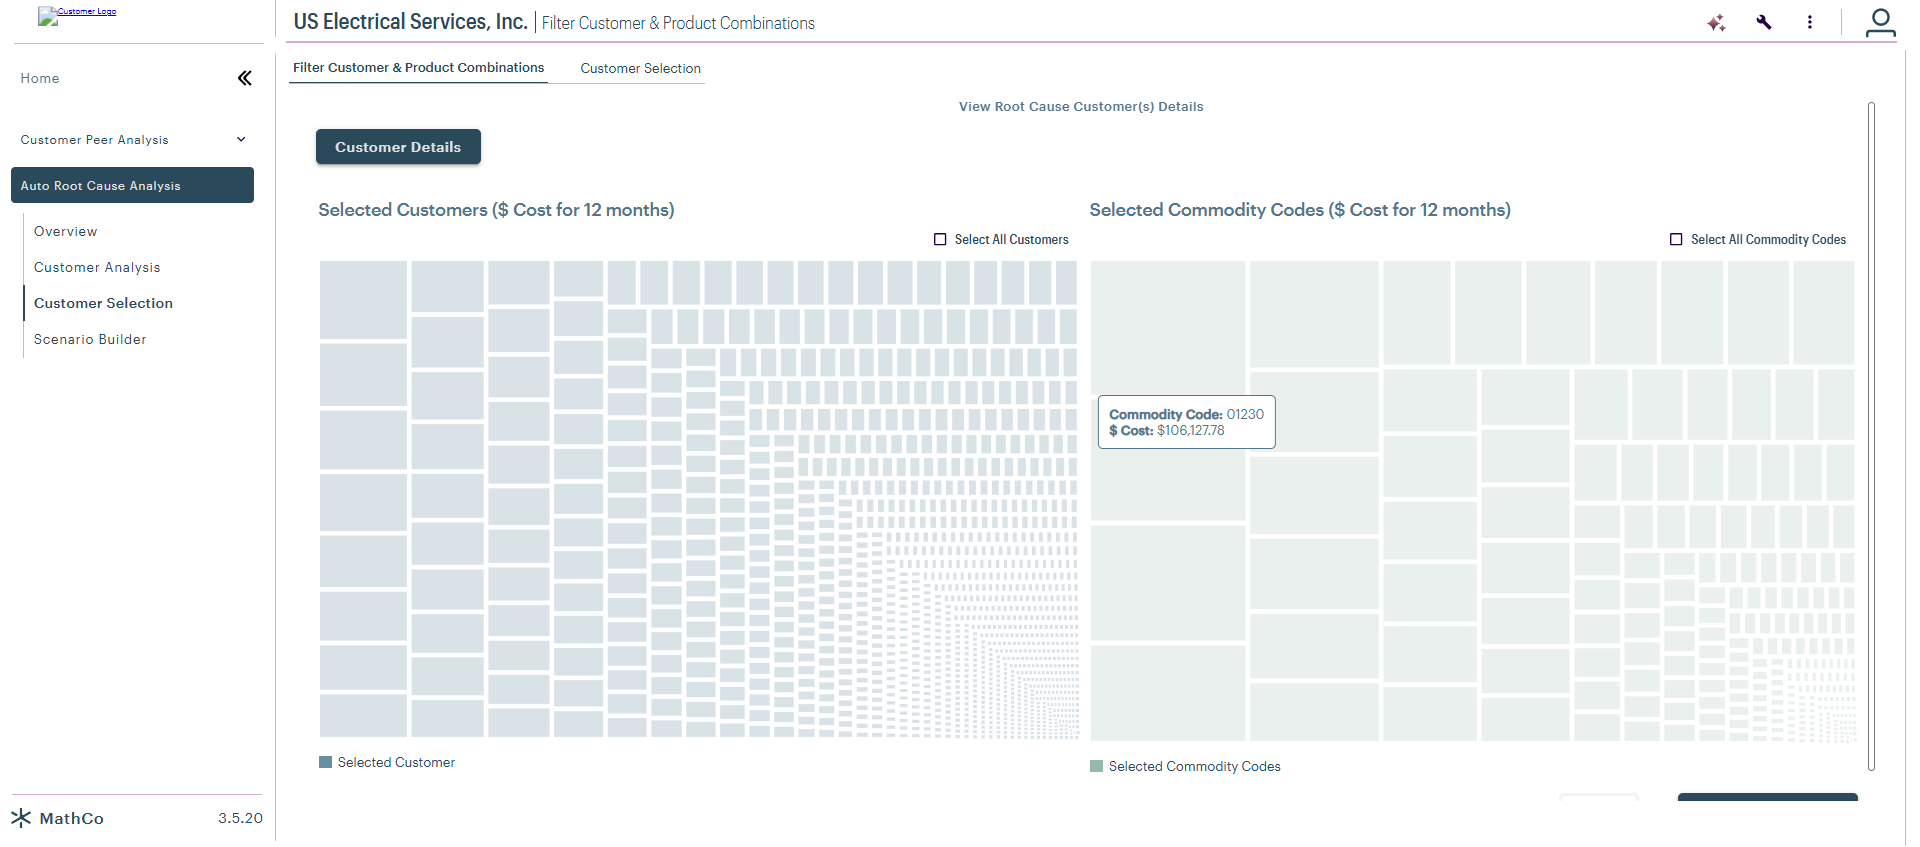 Customer Logo
US Electrical Services, Inc. Filter Customer & Product Combinations
Home
Filter Customer & Product Combinations
Customer Selection
View Root Cause Customer(s) Details
Customer Peer Analysis
Customer Details
Auto Root Cause Analysis
Selected Customers ($ Cost for 12 months)
Selected Commodity Codes ($ Cost for 12 months)
Overview
Select All Customers
Select All Commodity Codes
Customer Analysis
Customer Selection
Scenario Builder
Commodity Code: 01230
$ Cost: $106,127.78
Selected Customer
Selected Commodity Codes
MathCo
3.5.20